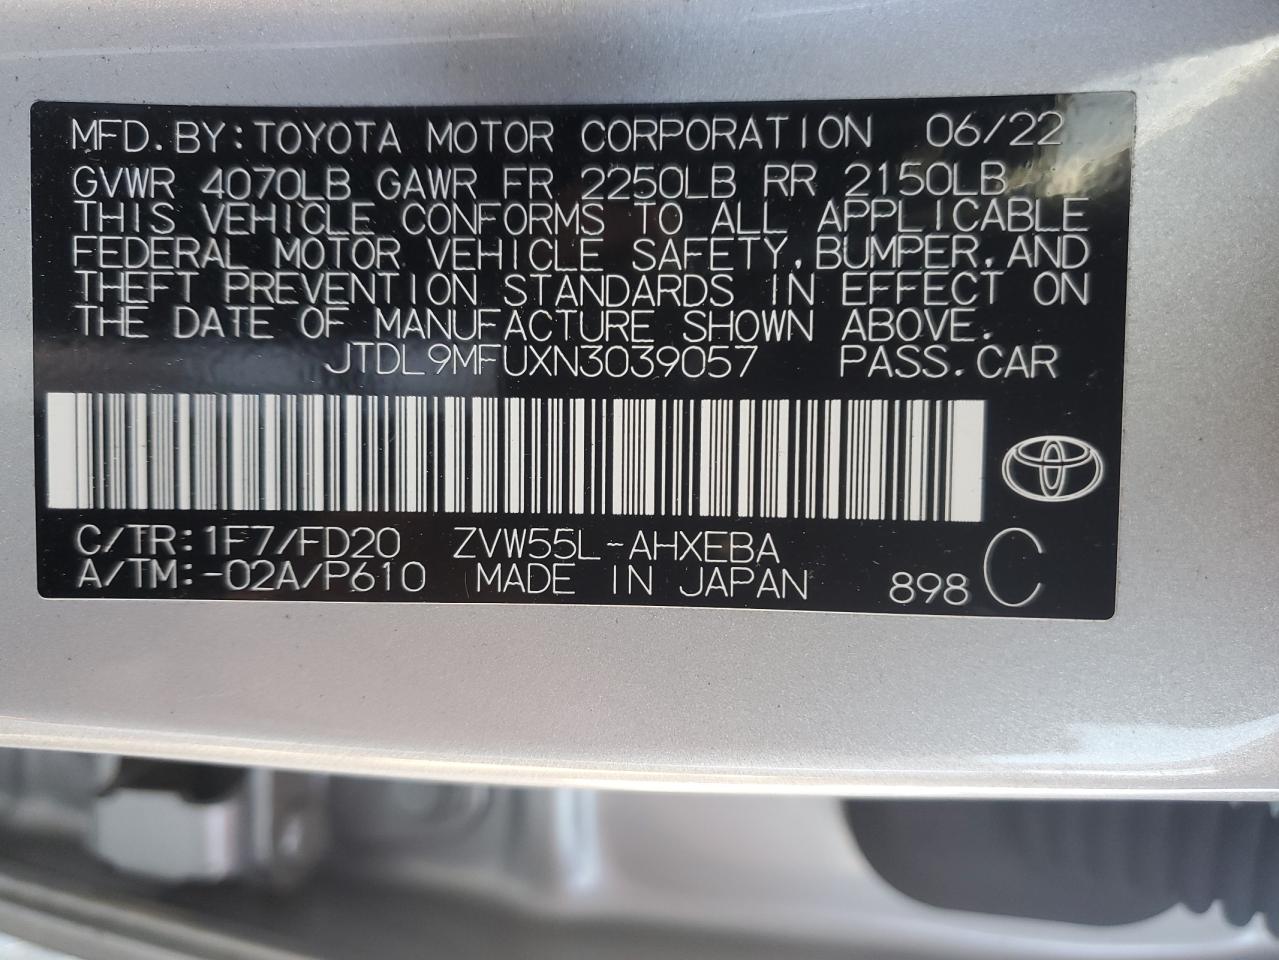 MFD.BY:TOYOTA MOTOR CORPORATION 06/22
GVWR 4070LB GAWR FR 2250LB RR 2150LB
THIS VEHICLE CONFORMS TO ALL APPLICABLE
FEDERAL MOTOR VEHICLE SAFETY,BUMPER,AND
THEFT PREVENTION STANDARDS IN EFFECT ON
THE DATE OF MANUFACTURE SHOWN ABOVE.
JTDL9MFUXN3039057 PASS.CAR
C/TR:1F7/FD20 ZVW55L-AHXEBA
A/TM:-02A/P610 MADE IN JAPAN 898 C